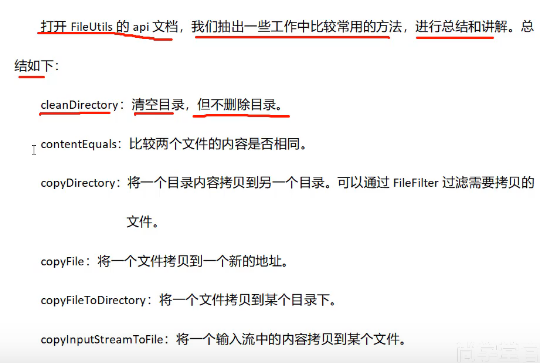 打开 FileUtils 的 api 文档，我们抽出一些工作中比较常用的方法，进行总结和讲解。总
结如下：
cleanDirectory：清空目录，但不删除目录。
contentEquals：比较两个文件的内容是否相同。
copyDirectory：将一个目录内容拷贝到另一个目录。可以通过 FileFilter 过滤需要拷贝的
文件。
copyFile：将一个文件拷贝到一个新的地址。
copyFileToDirectory：将一个文件拷贝到某个目录下。
copyInputStreamToFile：将一个输入流中的内容拷贝到某个文件。